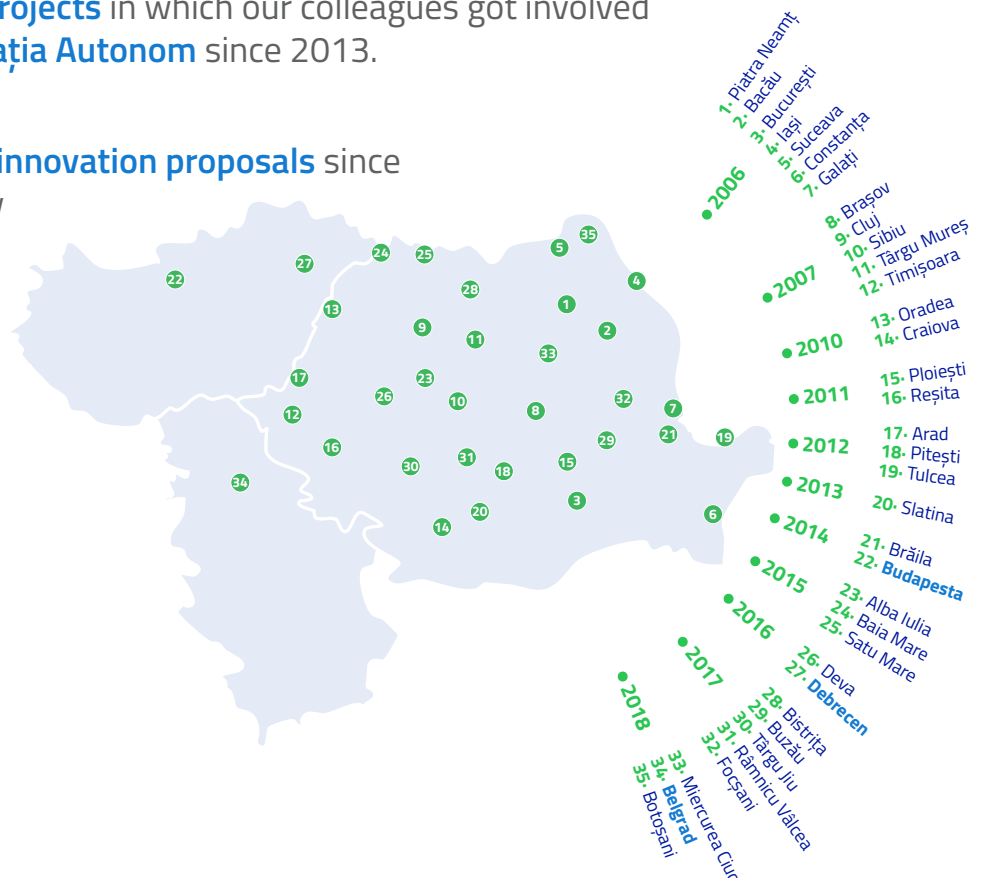 rojects in which our colleagues got involved
ația Autonom since 2013.
innovation proposals since
2006
1. Piatra Neamț
2. Bacău
3. București
4. Iași
5. Suceava
6. Constanța
7. Galați
2007
8. Brașov
9. Cluj
10. Sibiu
11. Târgu Mureș
12. Timișoara
2010
13. Oradea
14. Craiova
2011
15. Ploiești
16. Reșita
2012
17. Arad
18. Pitești
19. Tulcea
2013
20. Slatina
2014
21. Brăila
22. Budapesta
2015
23. Alba Iulia
24. Baia Mare
25. Satu Mare
2016
26. Deva
27. Debrecen
2017
28. Bistrița
29. Buzău
30. Târgu Jiu
31. Râmnicu Vâlcea
32. Focșani
2018
33. Miercurea Ciuc
34. Belgrad
35. Botoșani
35
5
24
25
27
22
4
28
1
13
9
2
11
33
17
23
26
10
32
8
7
12
21
19
29
16
31
15
30
18
34
3
20
6
14